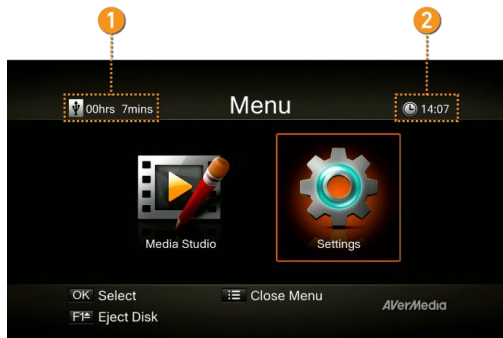 1
2
00hrs 7mins
Menu
14:07
Media Studio
Settings
OK Select
Close Menu
F1 Eject Disk
AVerMedia